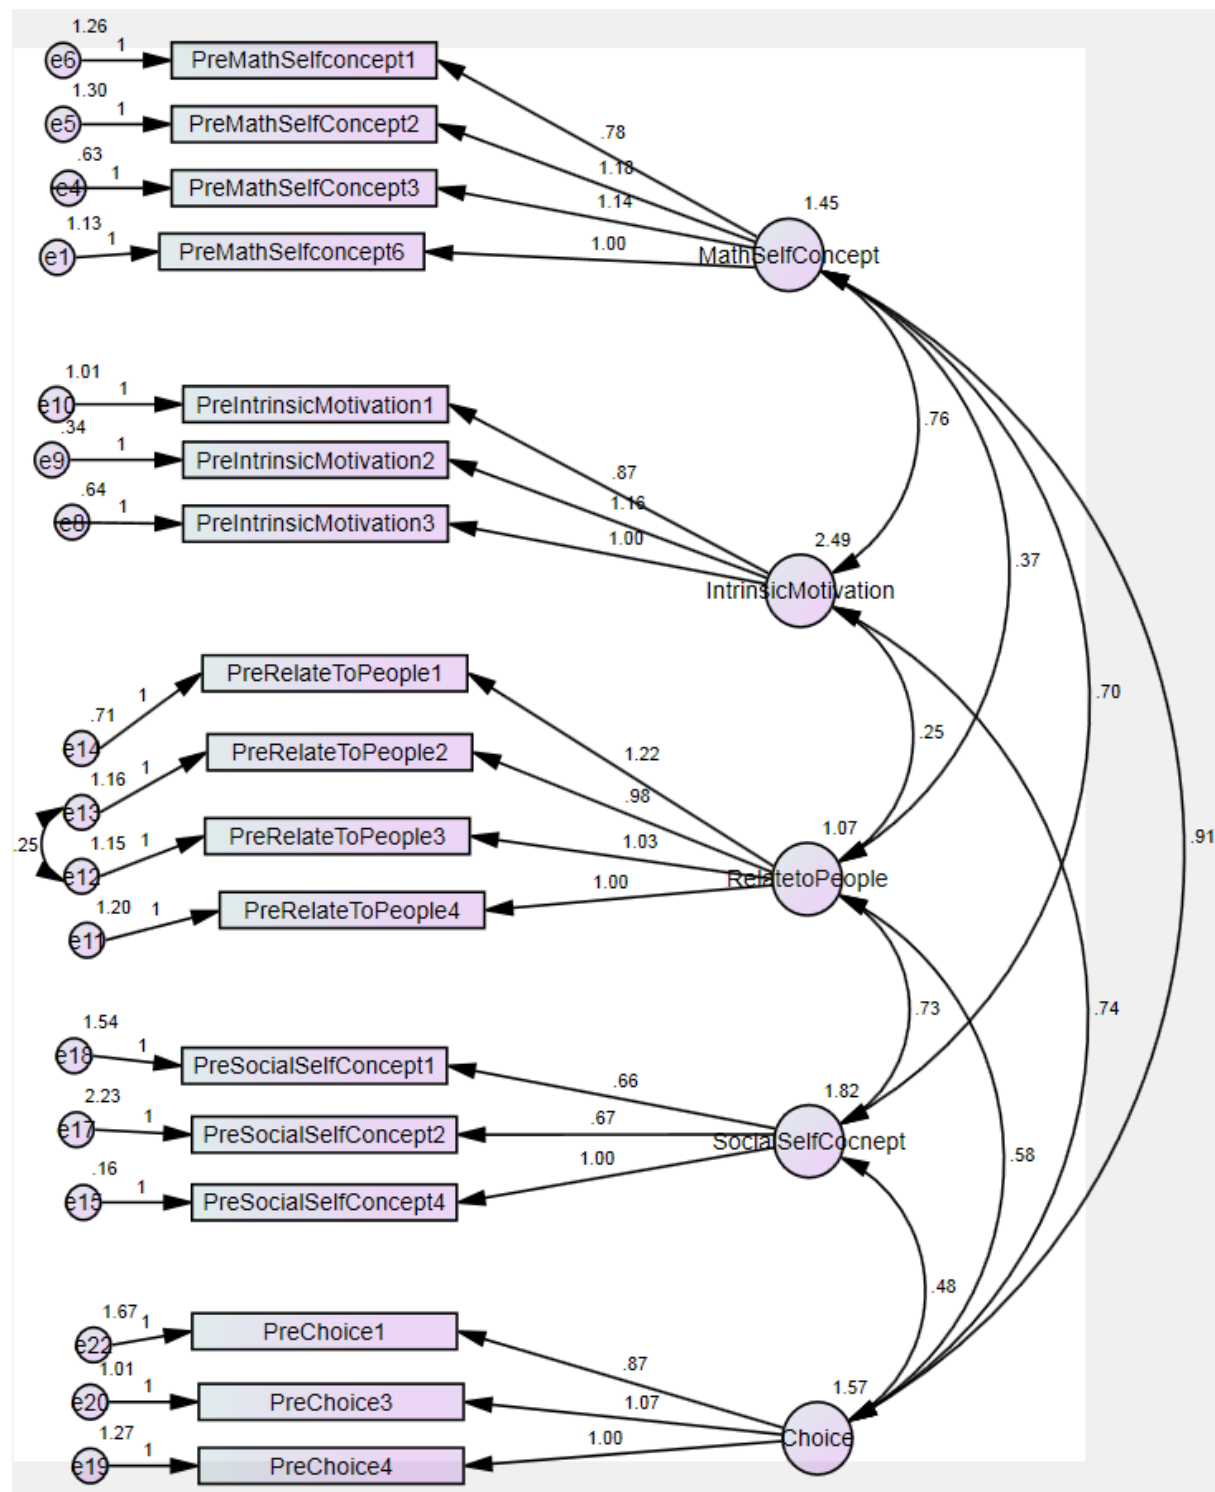 1.26
e6 1 PreMathSelfconcept1
1.30
e5 1 PreMathSelfConcept2
.78
.63
e4 1 PreMathSelfConcept3
1.18
1.14
1.13
e1 1 PreMathSelfconcept6
1.00
1.45
MathSelfConcept
1.01
e10 1 PreIntrinsicMotivation1
.76
.34
e9 1 PreIntrinsicMotivation2
.87
.64
e8 1 PreIntrinsicMotivation3
1.16
1.00
2.49
IntrinsicMotivation
.37
PreRelateToPeople1
.71 1
e14
.70
PreRelateToPeople2
1.22
.25
1.16 1
e13
.98
PreRelateToPeople3
1.03
1.07
.91
.25
1.15 1
e12
RelatetoPeople
1.00
1.20 1
e11 PreRelateToPeople4
.73
.74
1.54
e18 1 PreSocialSelfConcept1
.66
1.82
2.23
e17 1 PreSocialSelfConcept2
.67
SocialSelfCocnept
.58
.16
e15 1 PreSocialSelfConcept4
1.00
.48
1.67
e22 1 PreChoice1
.87
1.01
e20 1 PreChoice3
1.07
1.57
1.27
e19 1 PreChoice4
1.00
Choice